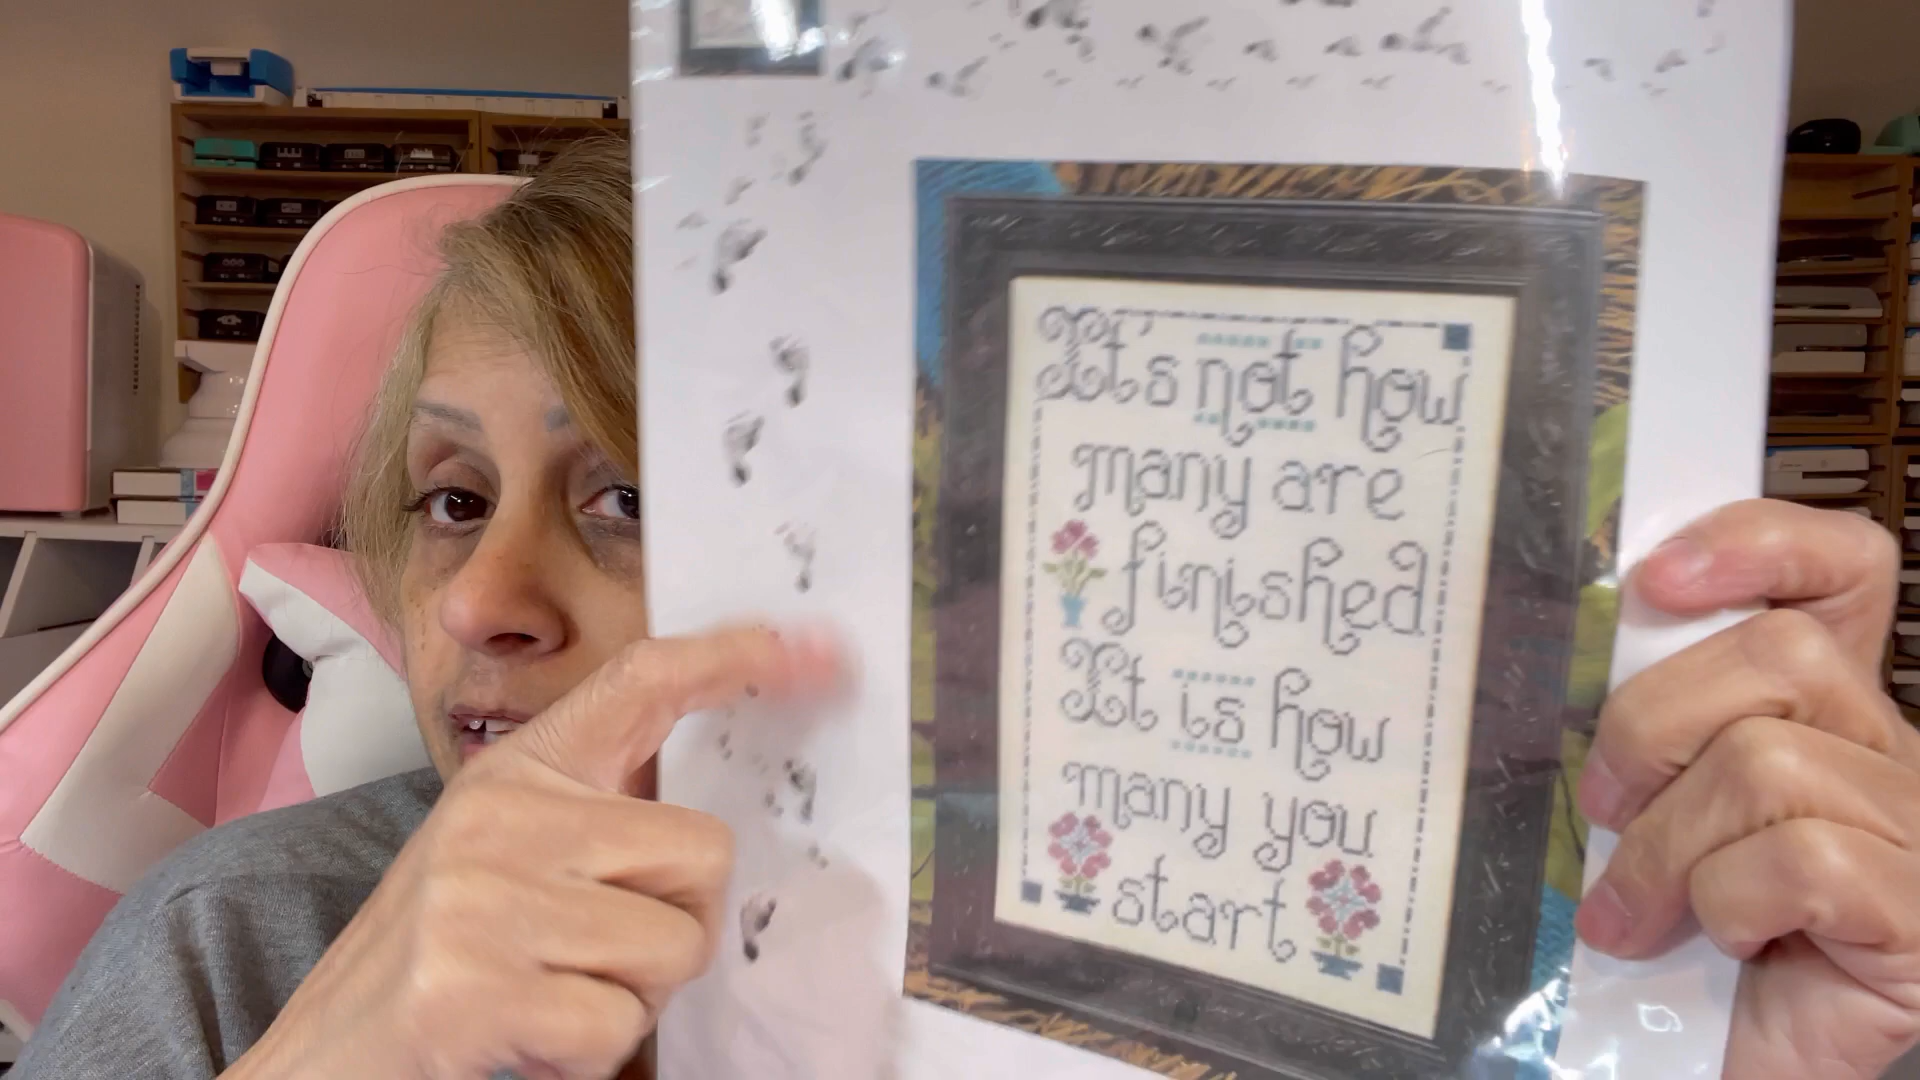 It's not how
many are
finished
It is how
many you
start